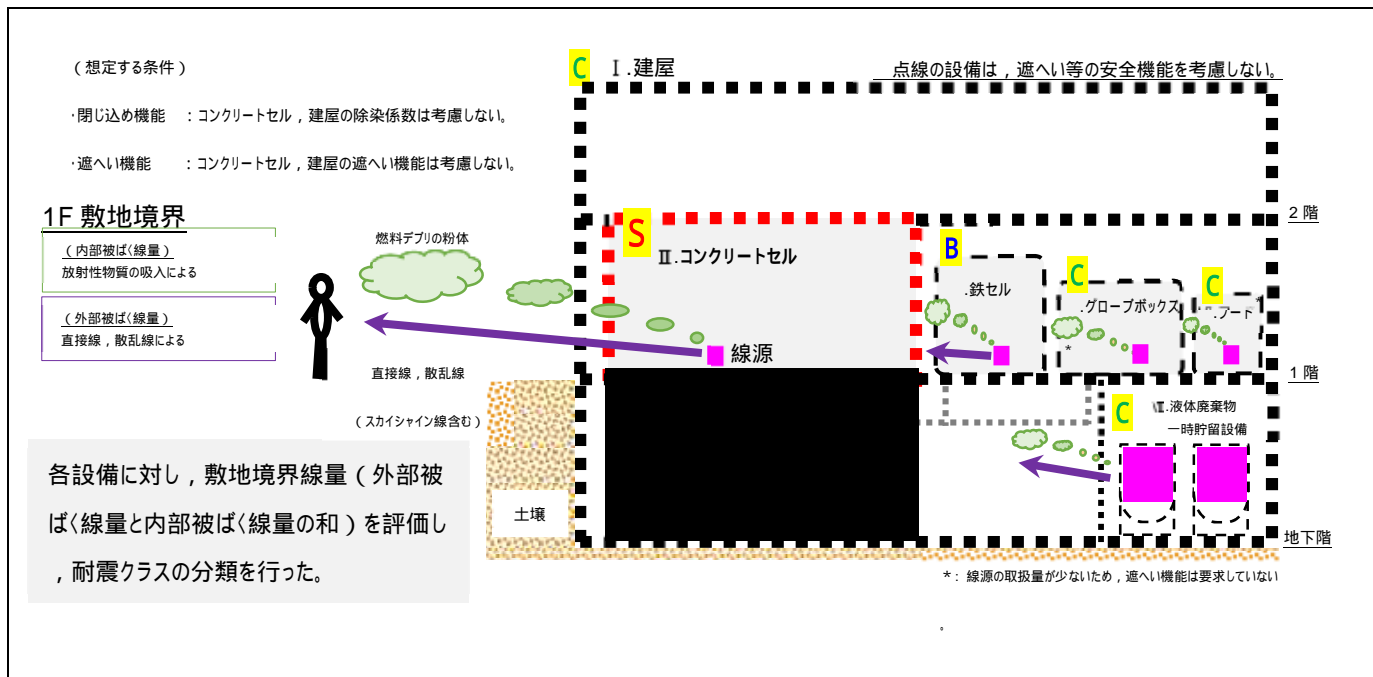 (想定する条件)
・閉じ込め機能 :コンクリートセル,建屋の除染係数は考慮しない。
・遮へい機能 :コンクリートセル,建屋の遮へい機能は考慮しない。
C Ⅰ.建屋
点線の設備は,遮へい等の安全機能を考慮しない。
1F 敷地境界
(内部被ばく線量)
放射性物質の吸入による
(外部被ばく線量)
直接線,散乱線による
燃料デブリの粉体
S Ⅱ.コンクリートセル
線源
直接線,散乱線
(スカイシャイン線含む)
B
.鉄セル
C
.グローブボックス
*
C
.フード
*
2階
1階
C
.液体廃棄物
一時貯留設備
地下階
土壌
各設備に対し,敷地境界線量(外部被
ばく線量と内部被ばく線量の和)を評価し
,耐震クラスの分類を行った。
*:線源の取扱量が少ないため,遮へい機能は要求していない
。